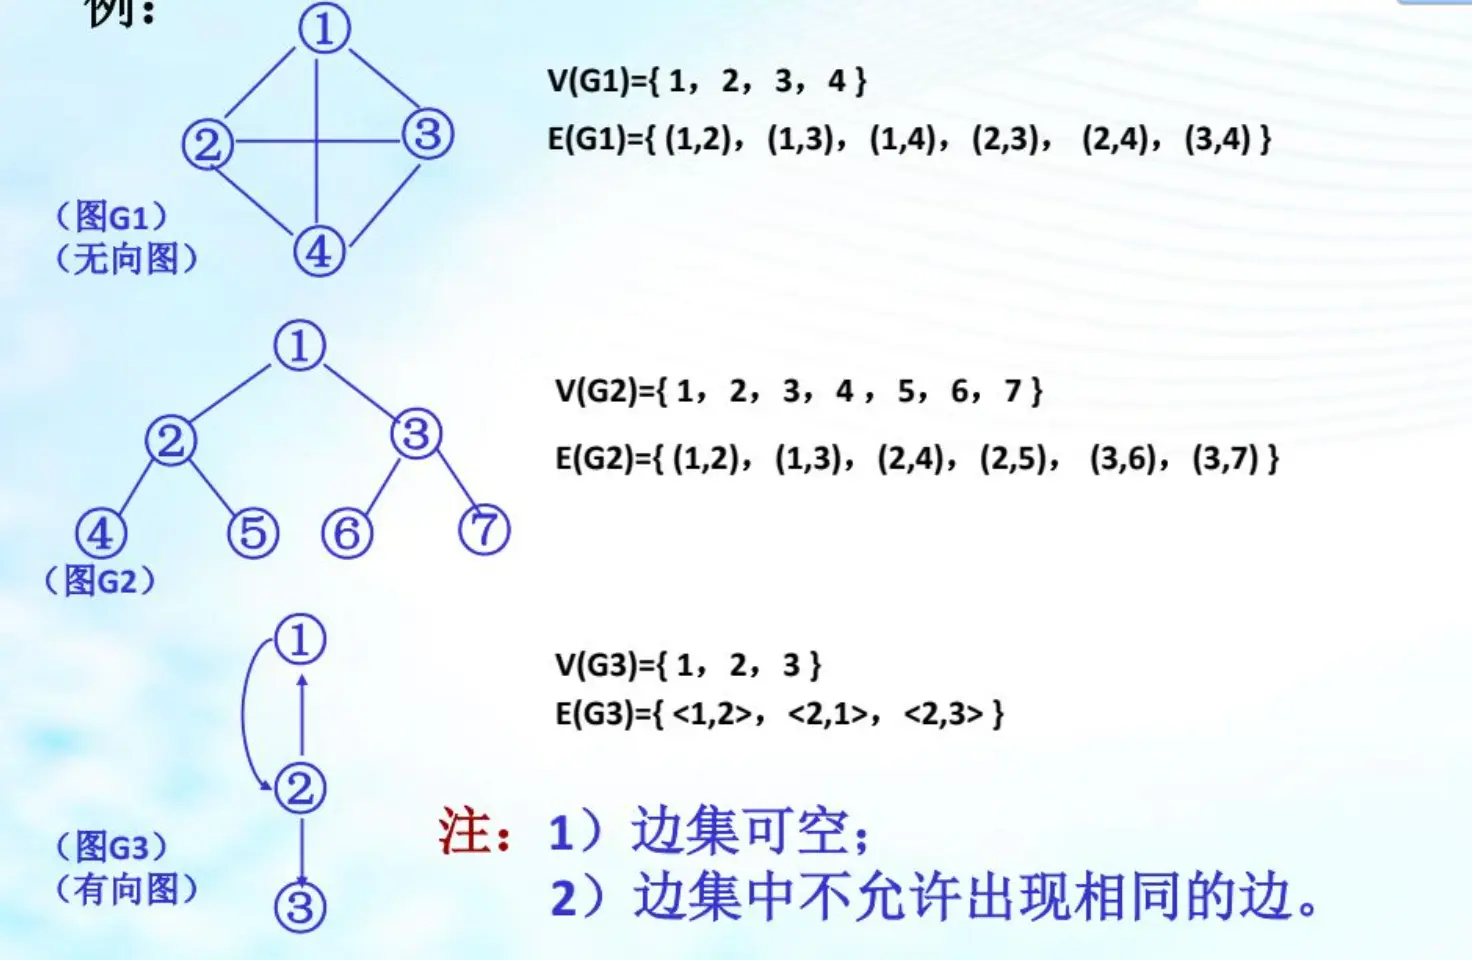 例：
①
V(G1)={ 1，2，3，4 }
② ③
E(G1)={ (1,2)，(1,3)，(1,4)，(2,3)， (2,4)，(3,4) }
（图G1）
④
（无向图）
①
V(G2)={ 1，2，3，4 ，5，6，7 }
② ③
E(G2)={ (1,2)，(1,3)，(2,4)，(2,5)， (3,6)，(3,7) }
④ ⑤ ⑥ ⑦
（图G2）
①
V(G3)={ 1，2，3 }
E(G3)={ <1,2>，<2,1>，<2,3> }
②
注：1）边集可空；
（图G3）
（有向图）
2）边集中不允许出现相同的边。
③